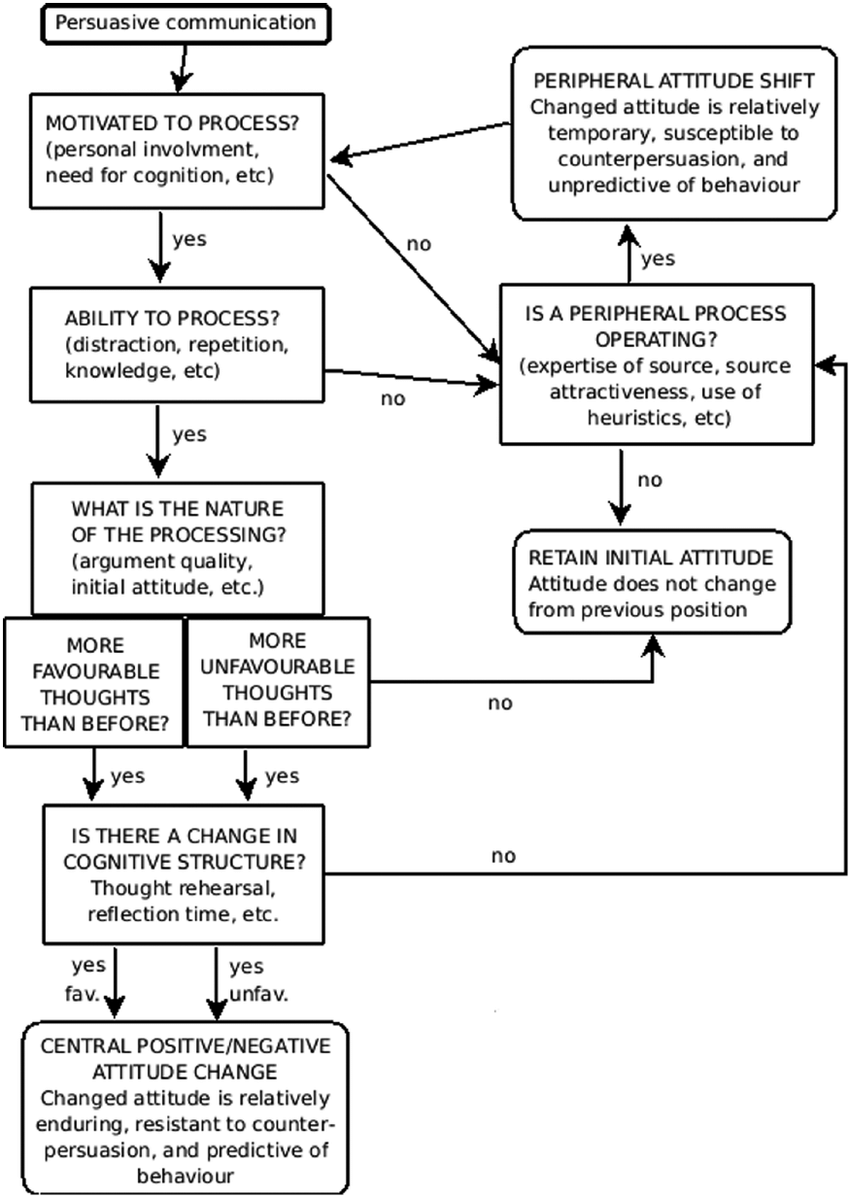 Persuasive communication
MOTIVATED TO PROCESS?
(personal involvment,
need for cognition, etc)
PERIPHERAL ATTITUDE SHIFT
Changed attitude is relatively
temporary, susceptible to
counterpersuasion, and
unpredictive of behaviour
yes
no
yes
ABILITY TO PROCESS?
(distraction, repetition,
knowledge, etc)
IS A PERIPHERAL PROCESS
OPERATING?
(expertise of source, source
attractiveness, use of
heuristics, etc)
no
yes
no
WHAT IS THE NATURE
OF THE PROCESSING?
(argument quality,
initial attitude, etc.)
RETAIN INITIAL ATTITUDE
Attitude does not change
from previous position
MORE
FAVOURABLE
THOUGHTS
THAN BEFORE?
MORE
UNFAVOURABLE
THOUGHTS
THAN BEFORE?
no
yes
yes
IS THERE A CHANGE IN
COGNITIVE STRUCTURE?
Thought rehearsal,
reflection time, etc.
no
yes
fav.
yes
unfav.
CENTRAL POSITIVE/NEGATIVE
ATTITUDE CHANGE
Changed attitude is relatively
enduring, resistant to counter-
persuasion, and predictive of
behaviour